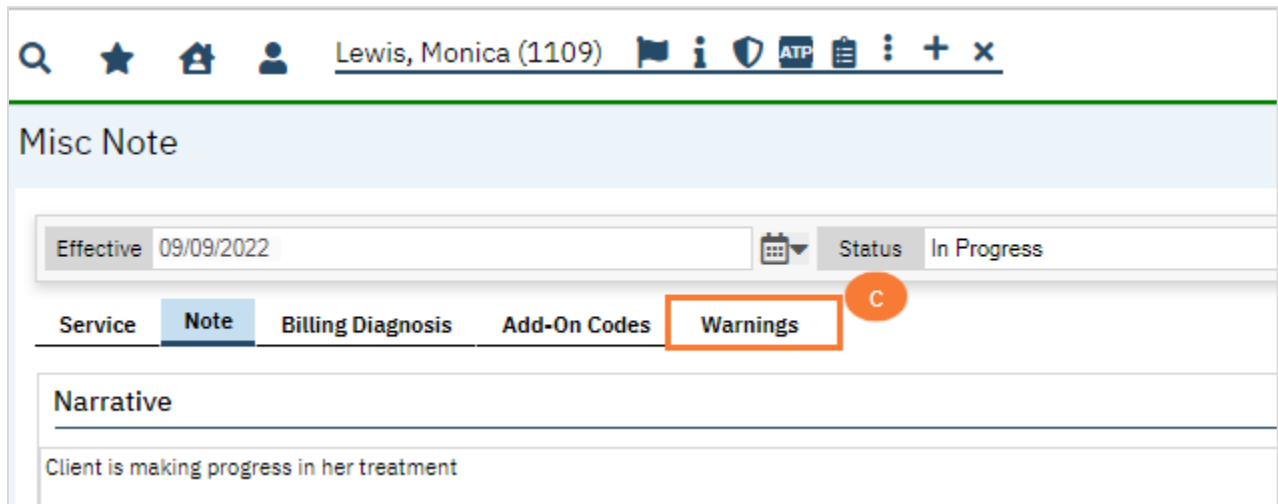 Lewis, Monica (1109) ATP
Misc Note
Effective 09/09/2022 Status In Progress
C
Service Note Billing Diagnosis Add-On Codes Warnings
Narrative
Client is making progress in her treatment